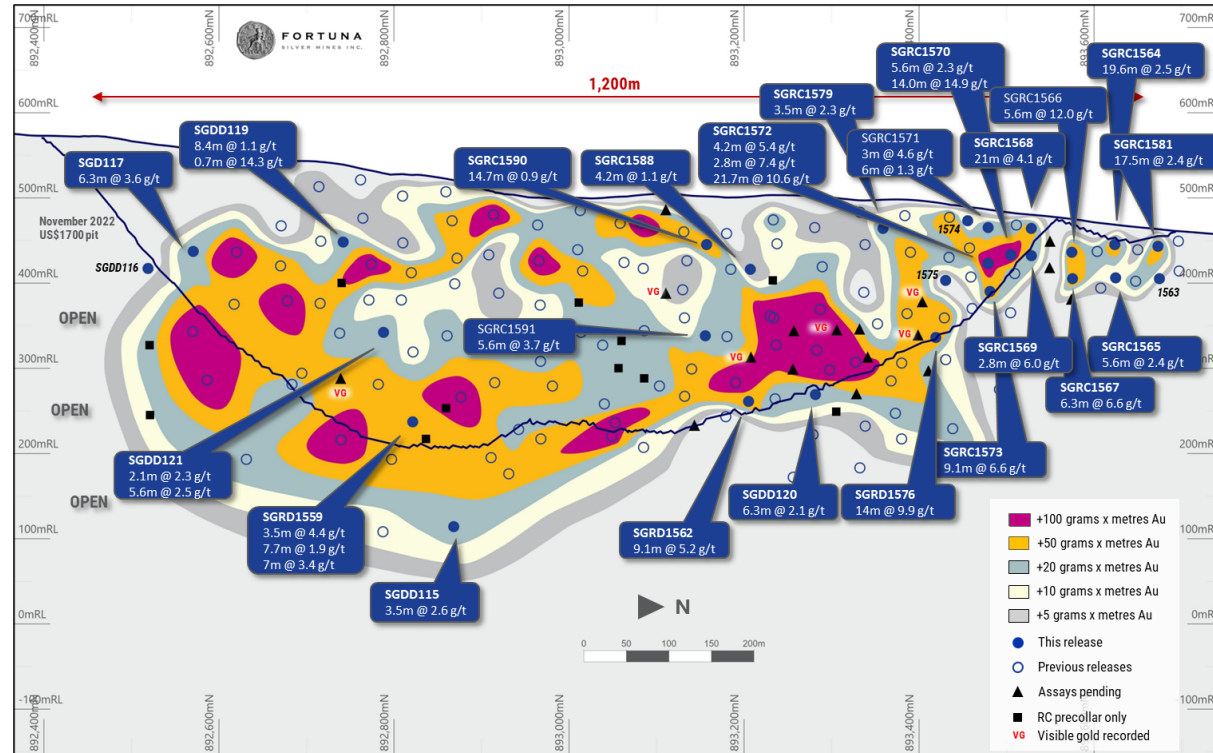 892,400mN
892,600mN
892,800mN
893,000mN
893,200mN
893,400mN
893,600mN
700mRL
700mRL
FORTUNA
SILVER MINES INC.
1,200m
600mRL
600mRL
500mRL
500mRL
400mRL
400mRL
300mRL
300mRL
200mRL
200mRL
100mRL
100mRL
0mRL
0mRL
-100mRL
-100mRL
SGD117
6.3m @ 3.6 g/t
SGDD119
8.4m @ 1.1 g/t
0.7m @ 14.3 g/t
SGRC1590
14.7m @ 0.9 g/t
SGRC1588
4.2m @ 1.1 g/t
SGRC1572
4.2m @ 5.4 g/t
2.8m @ 7.4 g/t
21.7m @ 10.6 g/t
SGRC1579
3.5m @ 2.3 g/t
SGRC1571
3m @ 4.6 g/t
6m @ 1.3 g/t
SGRC1570
5.6m @ 2.3 g/t
14.0m @ 14.9 g/t
SGRC1568
21m @ 4.1 g/t
SGRC1566
5.6m @ 12.0 g/t
SGRC1564
19.6m @ 2.5 g/t
SGRC1581
17.5m @ 2.4 g/t
November 2022
US$1700 pit
SGDD116
1574
1575
1563
VG
VG
VG
VG
VG
VG
OPEN
OPEN
OPEN
SGRC1591
5.6m @ 3.7 g/t
SGDD121
2.1m @ 2.3 g/t
5.6m @ 2.5 g/t
SGRD1559
3.5m @ 4.4 g/t
7.7m @ 1.9 g/t
7m @ 3.4 g/t
SGDD115
3.5m @ 2.6 g/t
SGRD1562
9.1m @ 5.2 g/t
SGDD120
6.3m @ 2.1 g/t
SGRD1576
14m @ 9.9 g/t
SGRC1573
9.1m @ 6.6 g/t
SGRC1569
2.8m @ 6.0 g/t
SGRC1567
6.3m @ 6.6 g/t
SGRC1565
5.6m @ 2.4 g/t
N
0 50 100 150 200m
+100 grams x metres Au
+50 grams x metres Au
+20 grams x metres Au
+10 grams x metres Au
+5 grams x metres Au
This release
Previous releases
Assays pending
RC precollar only
VG Visible gold recorded
892,400mN
892,600mN
892,800mN
893,000mN
893,200mN
893,400mN